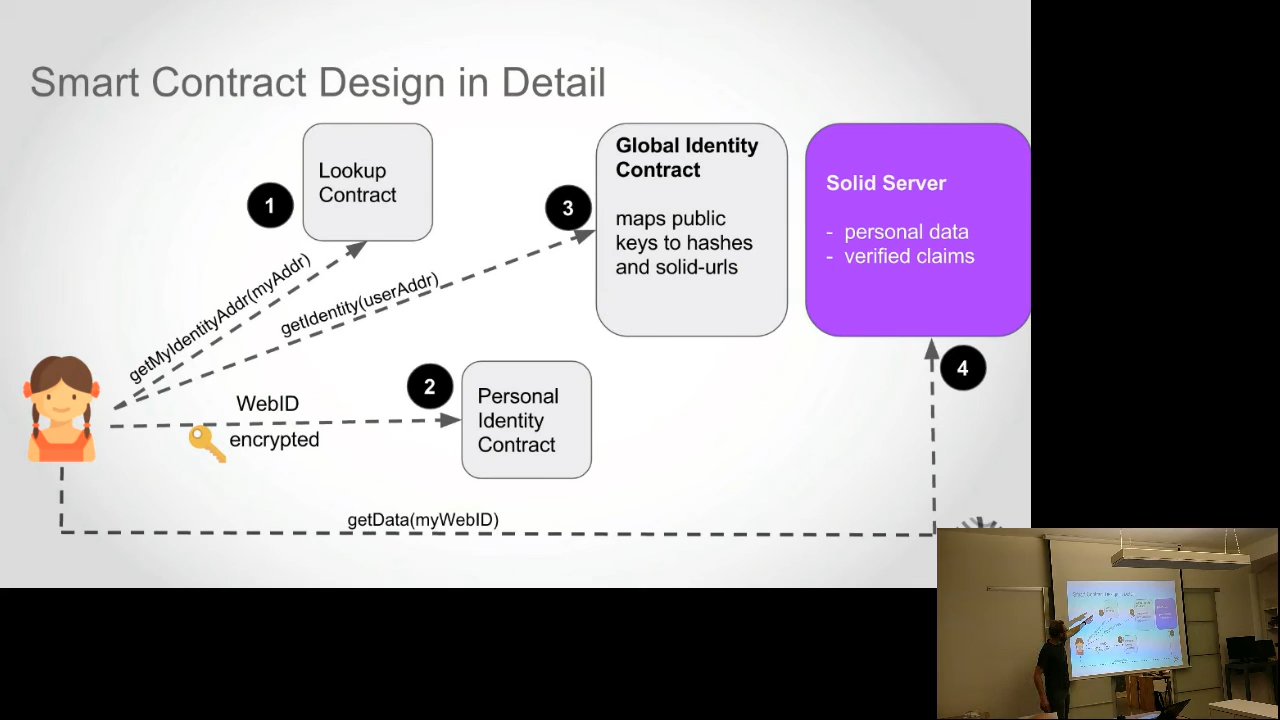 Smart Contract Design in Detail
1
Lookup
Contract
3
Global Identity
Contract
maps public
keys to hashes
and solid-urls
Solid Server
- personal data
- verified claims
getMyIdentityAddr(myAddr)
getIdentity(userAddr)
2
Personal
Identity
Contract
4
WebID
encrypted
getData(myWebID)